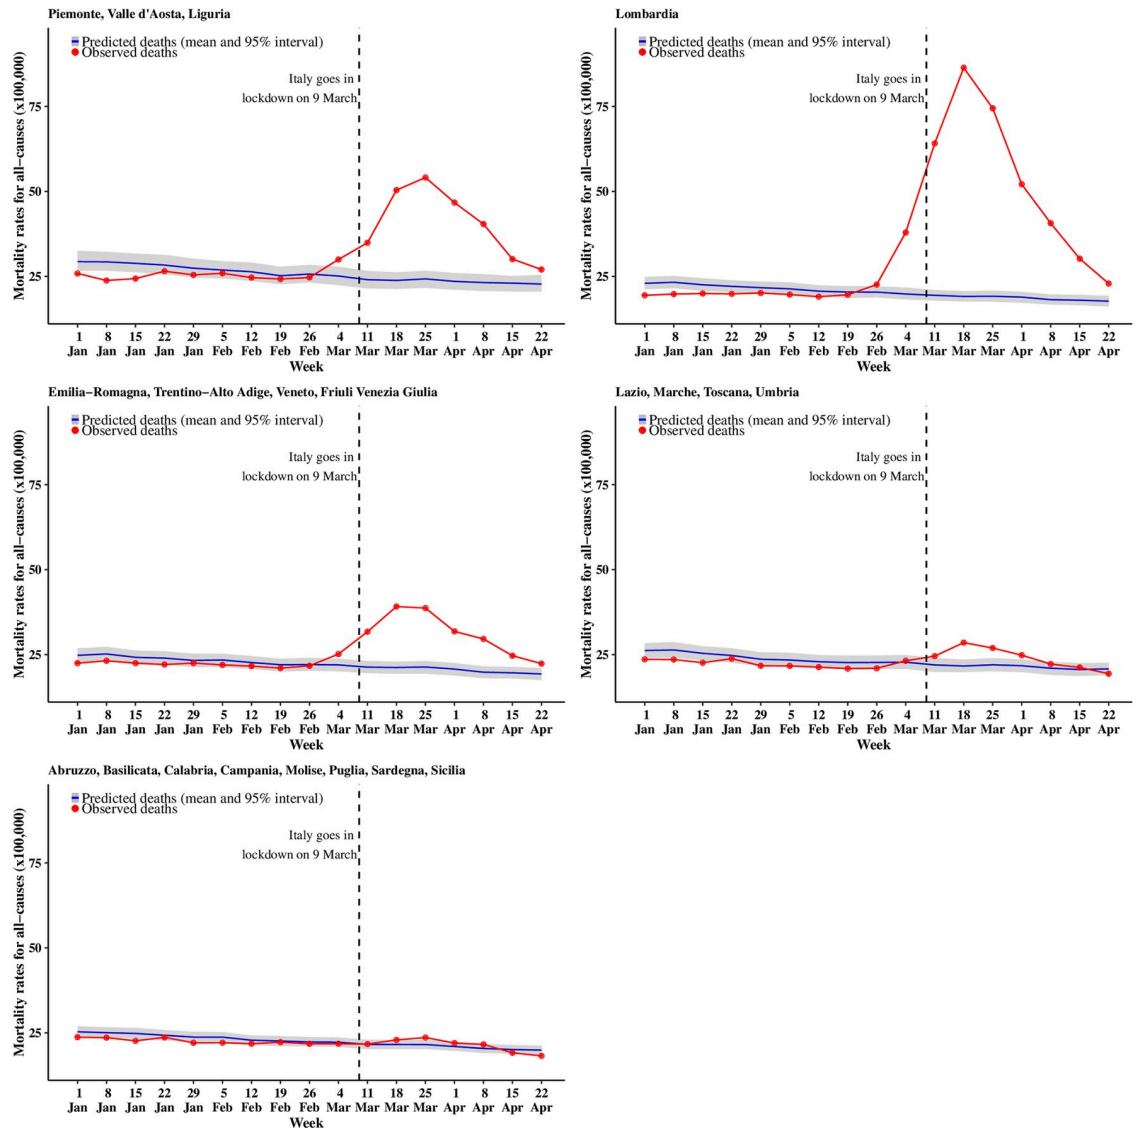 Piemonte, Valle d'Aosta, Liguria
Mortality rates for all−causes (x100,000)
Predicted deaths (mean and 95% interval)
Observed deaths
Italy goes in
lockdown on 9 March
75
50
25
1 8 15 22 29 5 12 19 26 4 11 18 25 1 8 15 22
Jan Jan Jan Jan Jan Feb Feb Feb Feb Mar Mar Mar Mar Apr Apr Apr Apr
Week
Lombardia
Mortality rates for all−causes (x100,000)
Predicted deaths (mean and 95% interval)
Observed deaths
Italy goes in
lockdown on 9 March
75
50
25
1 8 15 22 29 5 12 19 26 4 11 18 25 1 8 15 22
Jan Jan Jan Jan Jan Feb Feb Feb Feb Mar Mar Mar Mar Apr Apr Apr Apr
Week
Emilia−Romagna, Trentino−Alto Adige, Veneto, Friuli Venezia Giulia
Mortality rates for all−causes (x100,000)
Predicted deaths (mean and 95% interval)
Observed deaths
Italy goes in
lockdown on 9 March
75
50
25
1 8 15 22 29 5 12 19 26 4 11 18 25 1 8 15 22
Jan Jan Jan Jan Jan Feb Feb Feb Feb Mar Mar Mar Mar Apr Apr Apr Apr
Week
Lazio, Marche, Toscana, Umbria
Mortality rates for all−causes (x100,000)
Predicted deaths (mean and 95% interval)
Observed deaths
Italy goes in
lockdown on 9 March
75
50
25
1 8 15 22 29 5 12 19 26 4 11 18 25 1 8 15 22
Jan Jan Jan Jan Jan Feb Feb Feb Feb Mar Mar Mar Mar Apr Apr Apr Apr
Week
Abruzzo, Basilicata, Calabria, Campania, Molise, Puglia, Sardegna, Sicilia
Mortality rates for all−causes (x100,000)
Predicted deaths (mean and 95% interval)
Observed deaths
Italy goes in
lockdown on 9 March
75
50
25
1 8 15 22 29 5 12 19 26 4 11 18 25 1 8 15 22
Jan Jan Jan Jan Jan Feb Feb Feb Feb Mar Mar Mar Mar Apr Apr Apr Apr
Week